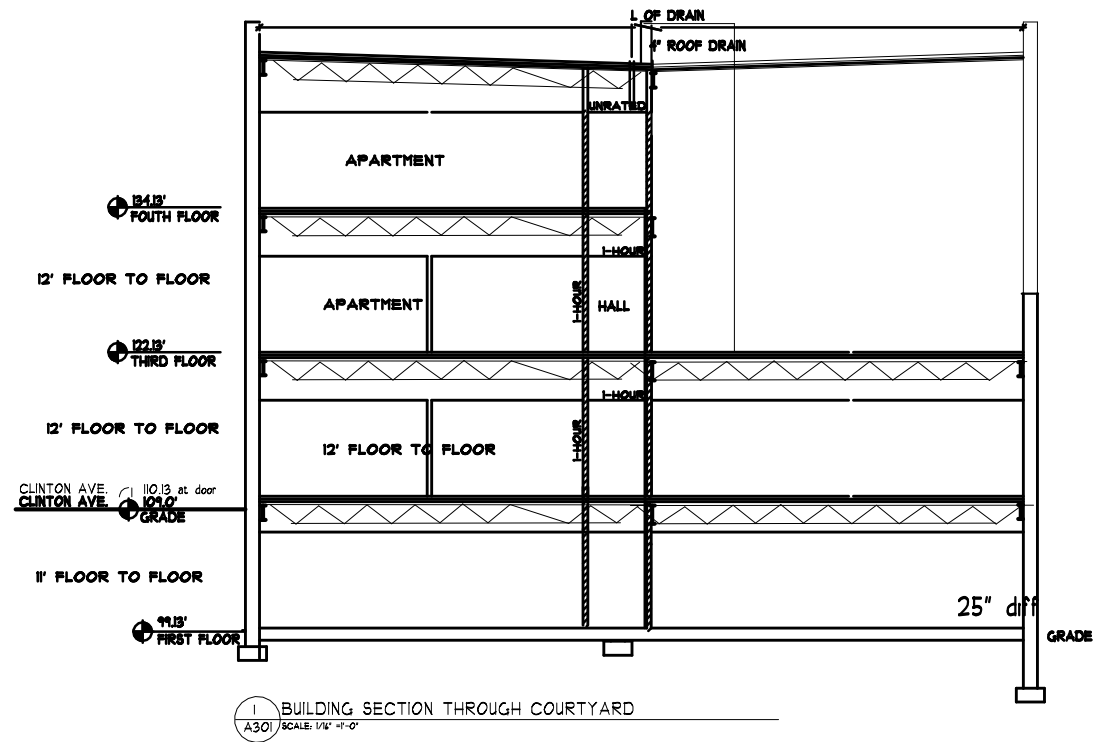 L OF DRAIN
4" ROOF DRAIN
UNRATED
APARTMENT
134.13'
FOUTH FLOOR
1-HOUR
12' FLOOR TO FLOOR
APARTMENT
1-HOUR
HALL
122.13'
THIRD FLOOR
1-HOUR
12' FLOOR TO FLOOR
12' FLOOR TO FLOOR
1-HOUR
CLINTON AVE. 110.13 at door
CLINTON AVE. 109.0'
GRADE
11' FLOOR TO FLOOR
25" diff
99.13'
FIRST FLOOR
GRADE
1 BUILDING SECTION THROUGH COURTYARD
A301 SCALE: 1/16" =1'-0"